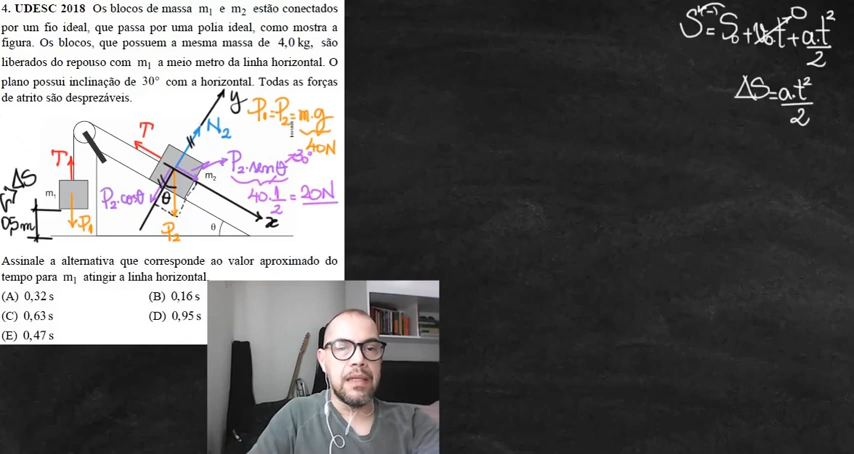 4. UDESC 2018 Os blocos de massa m₁ e m₂ estão conectados
por um fio ideal, que passa por uma polia ideal, como mostra a
figura. Os blocos, que possuem a mesma massa de 4,0 kg, são
liberados do repouso com m₁ a meio metro da linha horizontal. O
plano possui inclinação de 30° com a horizontal. Todas as forças
de atrito são desprezáveis.
S = S₀ + V₀t + a.t²/2
0
ΔS = a.t²/2
y
P₁ = P₂ = m.g
40N
N₂
T
T
P₂.senθ 30°
m₂
40.1/2 = 20N
ΔS
m₁
P₂.cosθ
θ
0,5m
P₁
P₂
x
θ
Assinale a alternativa que corresponde ao valor aproximado do
tempo para m₁ atingir a linha horizontal.
(A) 0,32 s
(B) 0,16 s
(C) 0,63 s
(D) 0,95 s
(E) 0,47 s